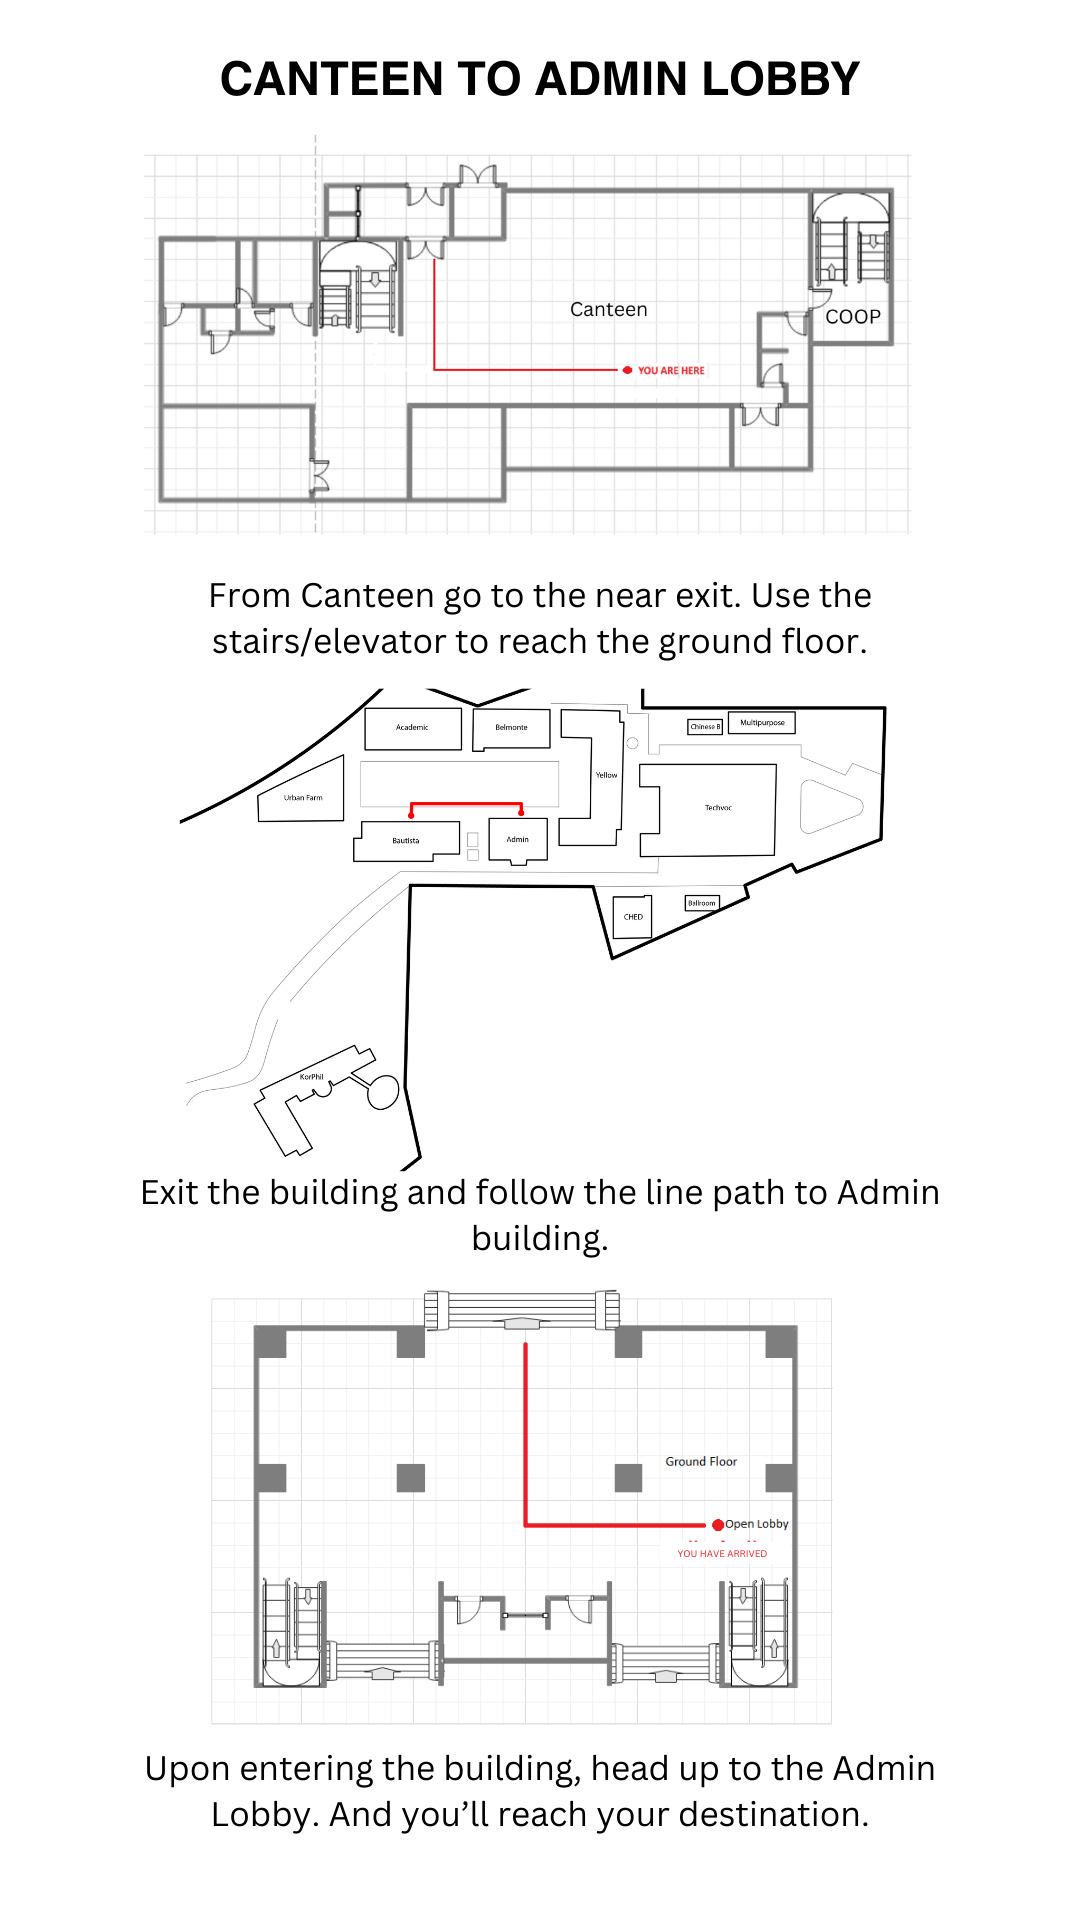 CANTEEN TO ADMIN LOBBY
Canteen
COOP
YOU ARE HERE
From Canteen go to the near exit. Use the
stairs/elevator to reach the ground floor.
Academic
Belmonte
Chinese B
Multipurpose
Yellow
Urban Farm
Techvoc
Bautista
Admin
CHED
Ballroom
KorPhil
Exit the building and follow the line path to Admin
building.
Ground Floor
Open Lobby
YOU HAVE ARRIVED
Upon entering the building, head up to the Admin
Lobby. And you’ll reach your destination.